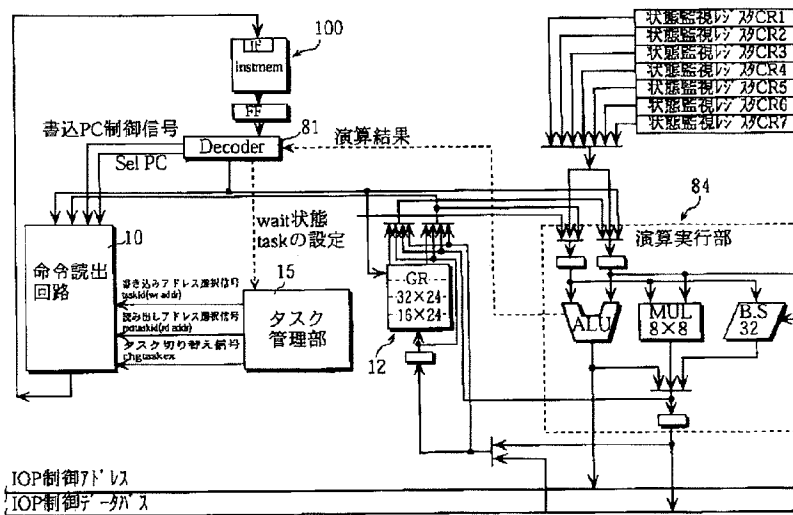 100
IF
instmem
FF
81
Decoder
書込PC制御信号
Sel PC
演算結果
wait状態
taskの設定
状態監視レジスタCR1
状態監視レジスタCR2
状態監視レジスタCR3
状態監視レジスタCR4
状態監視レジスタCR5
状態監視レジスタCR6
状態監視レジスタCR7
84
演算実行部
10
命令読出
回路
書き込みアドレス選択信号
taskid(wr addr)
読み出しアドレス選択信号
タスク切り替え信号
chgtaskex
15
タスク
管理部
GR
32×24
16×24
12
ALU
MUL
8×8
B.S
32
IOP制御アドレス
IOP制御データバス